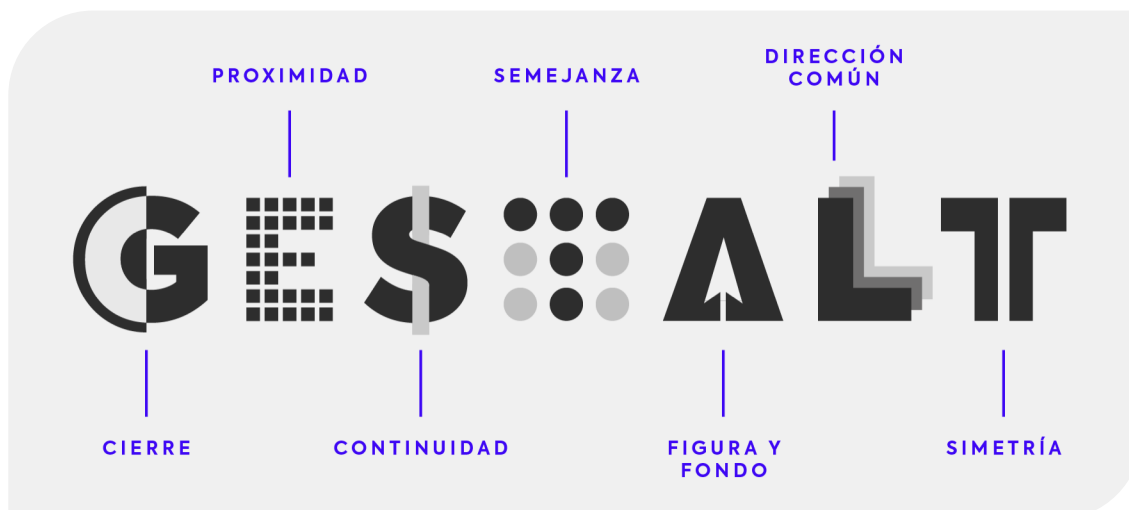 PROXIMIDAD
SEMEJANZA
DIRECCIÓN
COMÚN
GESTALT
CIERRE
CONTINUIDAD
FIGURA Y
FONDO
SIMETRÍA